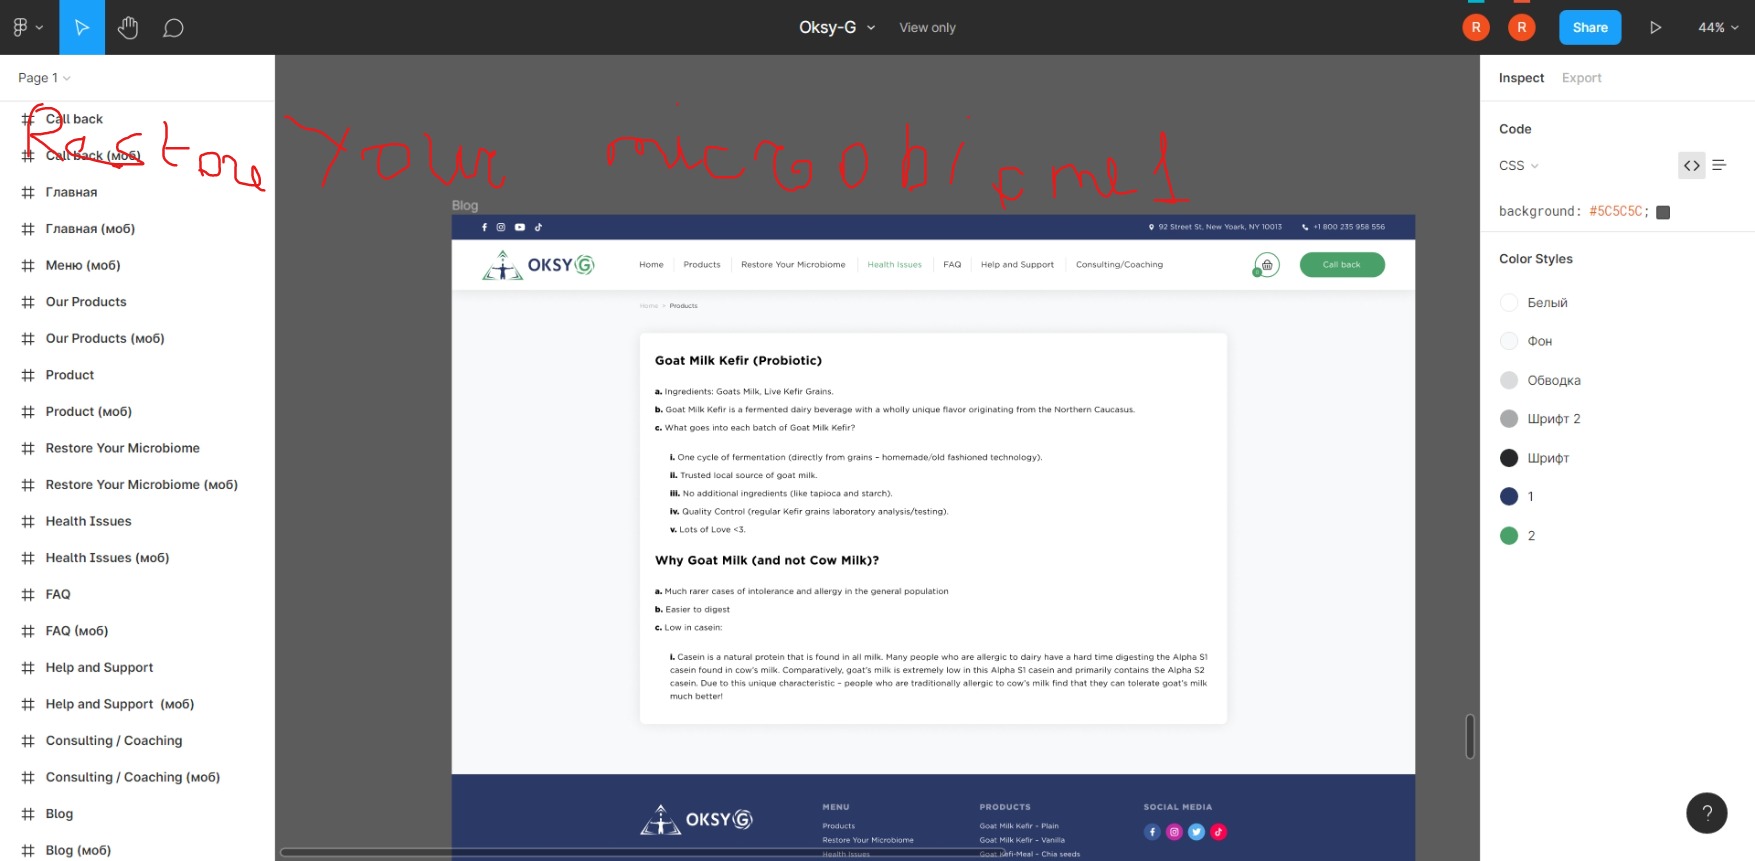 Oksy-G
View only
R
R
Share
44%
Page 1
Call back
Call back (моб)
Главная
Главная (моб)
Меню (моб)
Our Products
Our Products (моб)
Product
Product (моб)
Restore Your Microbiome
Restore Your Microbiome (моб)
Health Issues
Health Issues (моб)
FAQ
FAQ (моб)
Help and Support
Help and Support (моб)
Consulting / Coaching
Consulting / Coaching (моб)
Blog
Blog (моб)
Restore Your microbiome 1
Blog
92 Street St, New Yoark, NY 10013
+1 800 235 958 556
OKSY G
Home
Products
Restore Your Microbiome
Health Issues
FAQ
Help and Support
Consulting/Coaching
Call back
Home > Products
Goat Milk Kefir (Probiotic)
a. Ingredients: Goats Milk, Live Kefir Grains.
b. Goat Milk Kefir is a fermented dairy beverage with a wholly unique flavor originating from the Northern Caucasus.
c. What goes into each batch of Goat Milk Kefir?
i. One cycle of fermentation (directly from grains – homemade/old fashioned technology).
ii. Trusted local source of goat milk.
iii. No additional ingredients (like tapioca and starch).
iv. Quality Control (regular Kefir grains laboratory analysis/testing).
v. Lots of Love <3.
Why Goat Milk (and not Cow Milk)?
a. Much rarer cases of intolerance and allergy in the general population
b. Easier to digest
c. Low in casein:
i. Casein is a natural protein that is found in all milk. Many people who are allergic to dairy have a hard time digesting the Alpha S1
casein found in cow's milk. Comparatively, goat's milk is extremely low in this Alpha S1 casein and primarily contains the Alpha S2
casein. Due to this unique characteristic – people who are traditionally allergic to cow's milk find that they can tolerate goat's milk
much better!
OKSY G
MENU
Products
Restore Your Microbiome
Health Issues
PRODUCTS
Goat Milk Kefir – Plain
Goat Milk Kefir – Vanilla
Goat Kefi-Meal – Chia seeds
SOCIAL MEDIA
Inspect
Export
Code
CSS
background: #5C5C5C;
Color Styles
Белый
Фон
Обводка
Шрифт 2
Шрифт
1
2
?